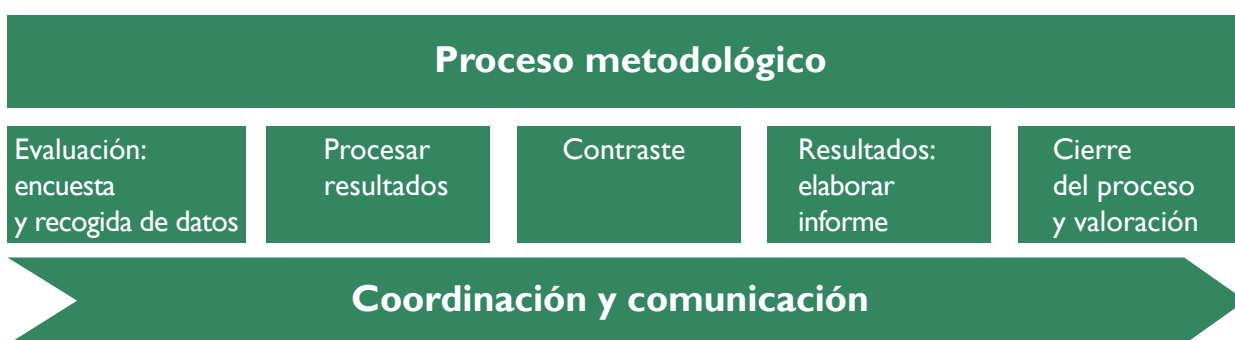 Proceso metodológico
Evaluación:
encuesta
y recogida de datos
Procesar
resultados
Contraste
Resultados:
elaborar
informe
Cierre
del proceso
y valoración
Coordinación y comunicación